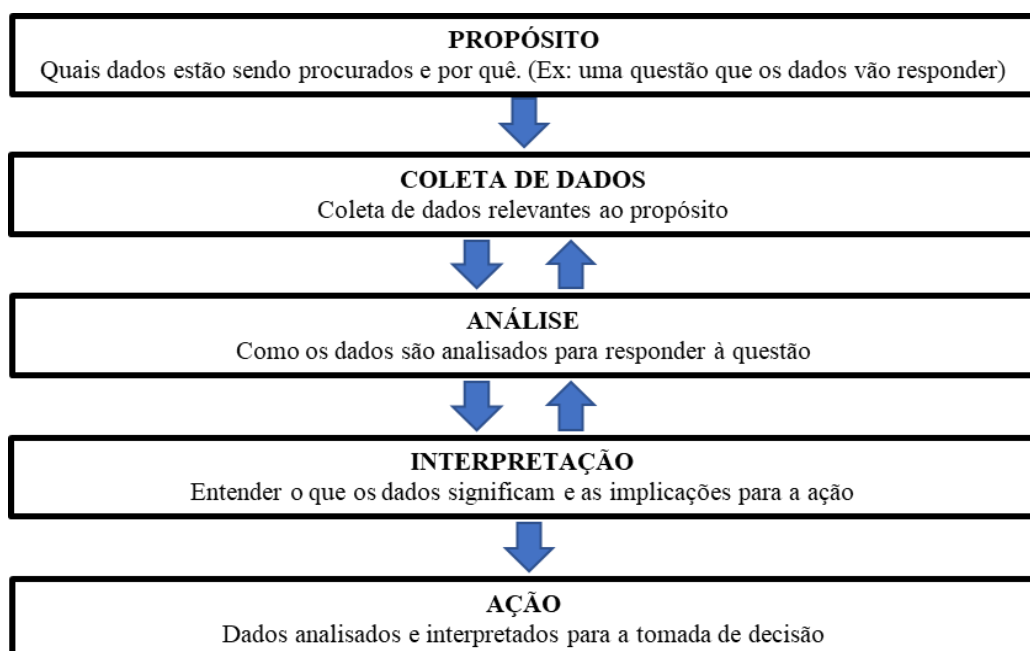 PROPÓSITO
Quais dados estão sendo procurados e por quê. (Ex: uma questão que os dados vão responder)
COLETA DE DADOS
Coleta de dados relevantes ao propósito
ANÁLISE
Como os dados são analisados para responder à questão
INTERPRETAÇÃO
Entender o que os dados significam e as implicações para a ação
AÇÃO
Dados analisados e interpretados para a tomada de decisão